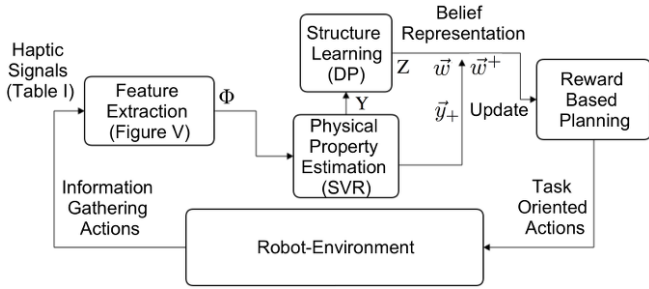 Haptic
Signals
(Table I)
Feature
Extraction
(Figure V)
Φ
Structure
Learning
(DP)
Z
Y
Physical
Property
Estimation
(SVR)
Belief
Representation
w⃗ w⃗⁺
y⃗₊ Update
Reward
Based
Planning
Information
Gathering
Actions
Robot-Environment
Task
Oriented
Actions